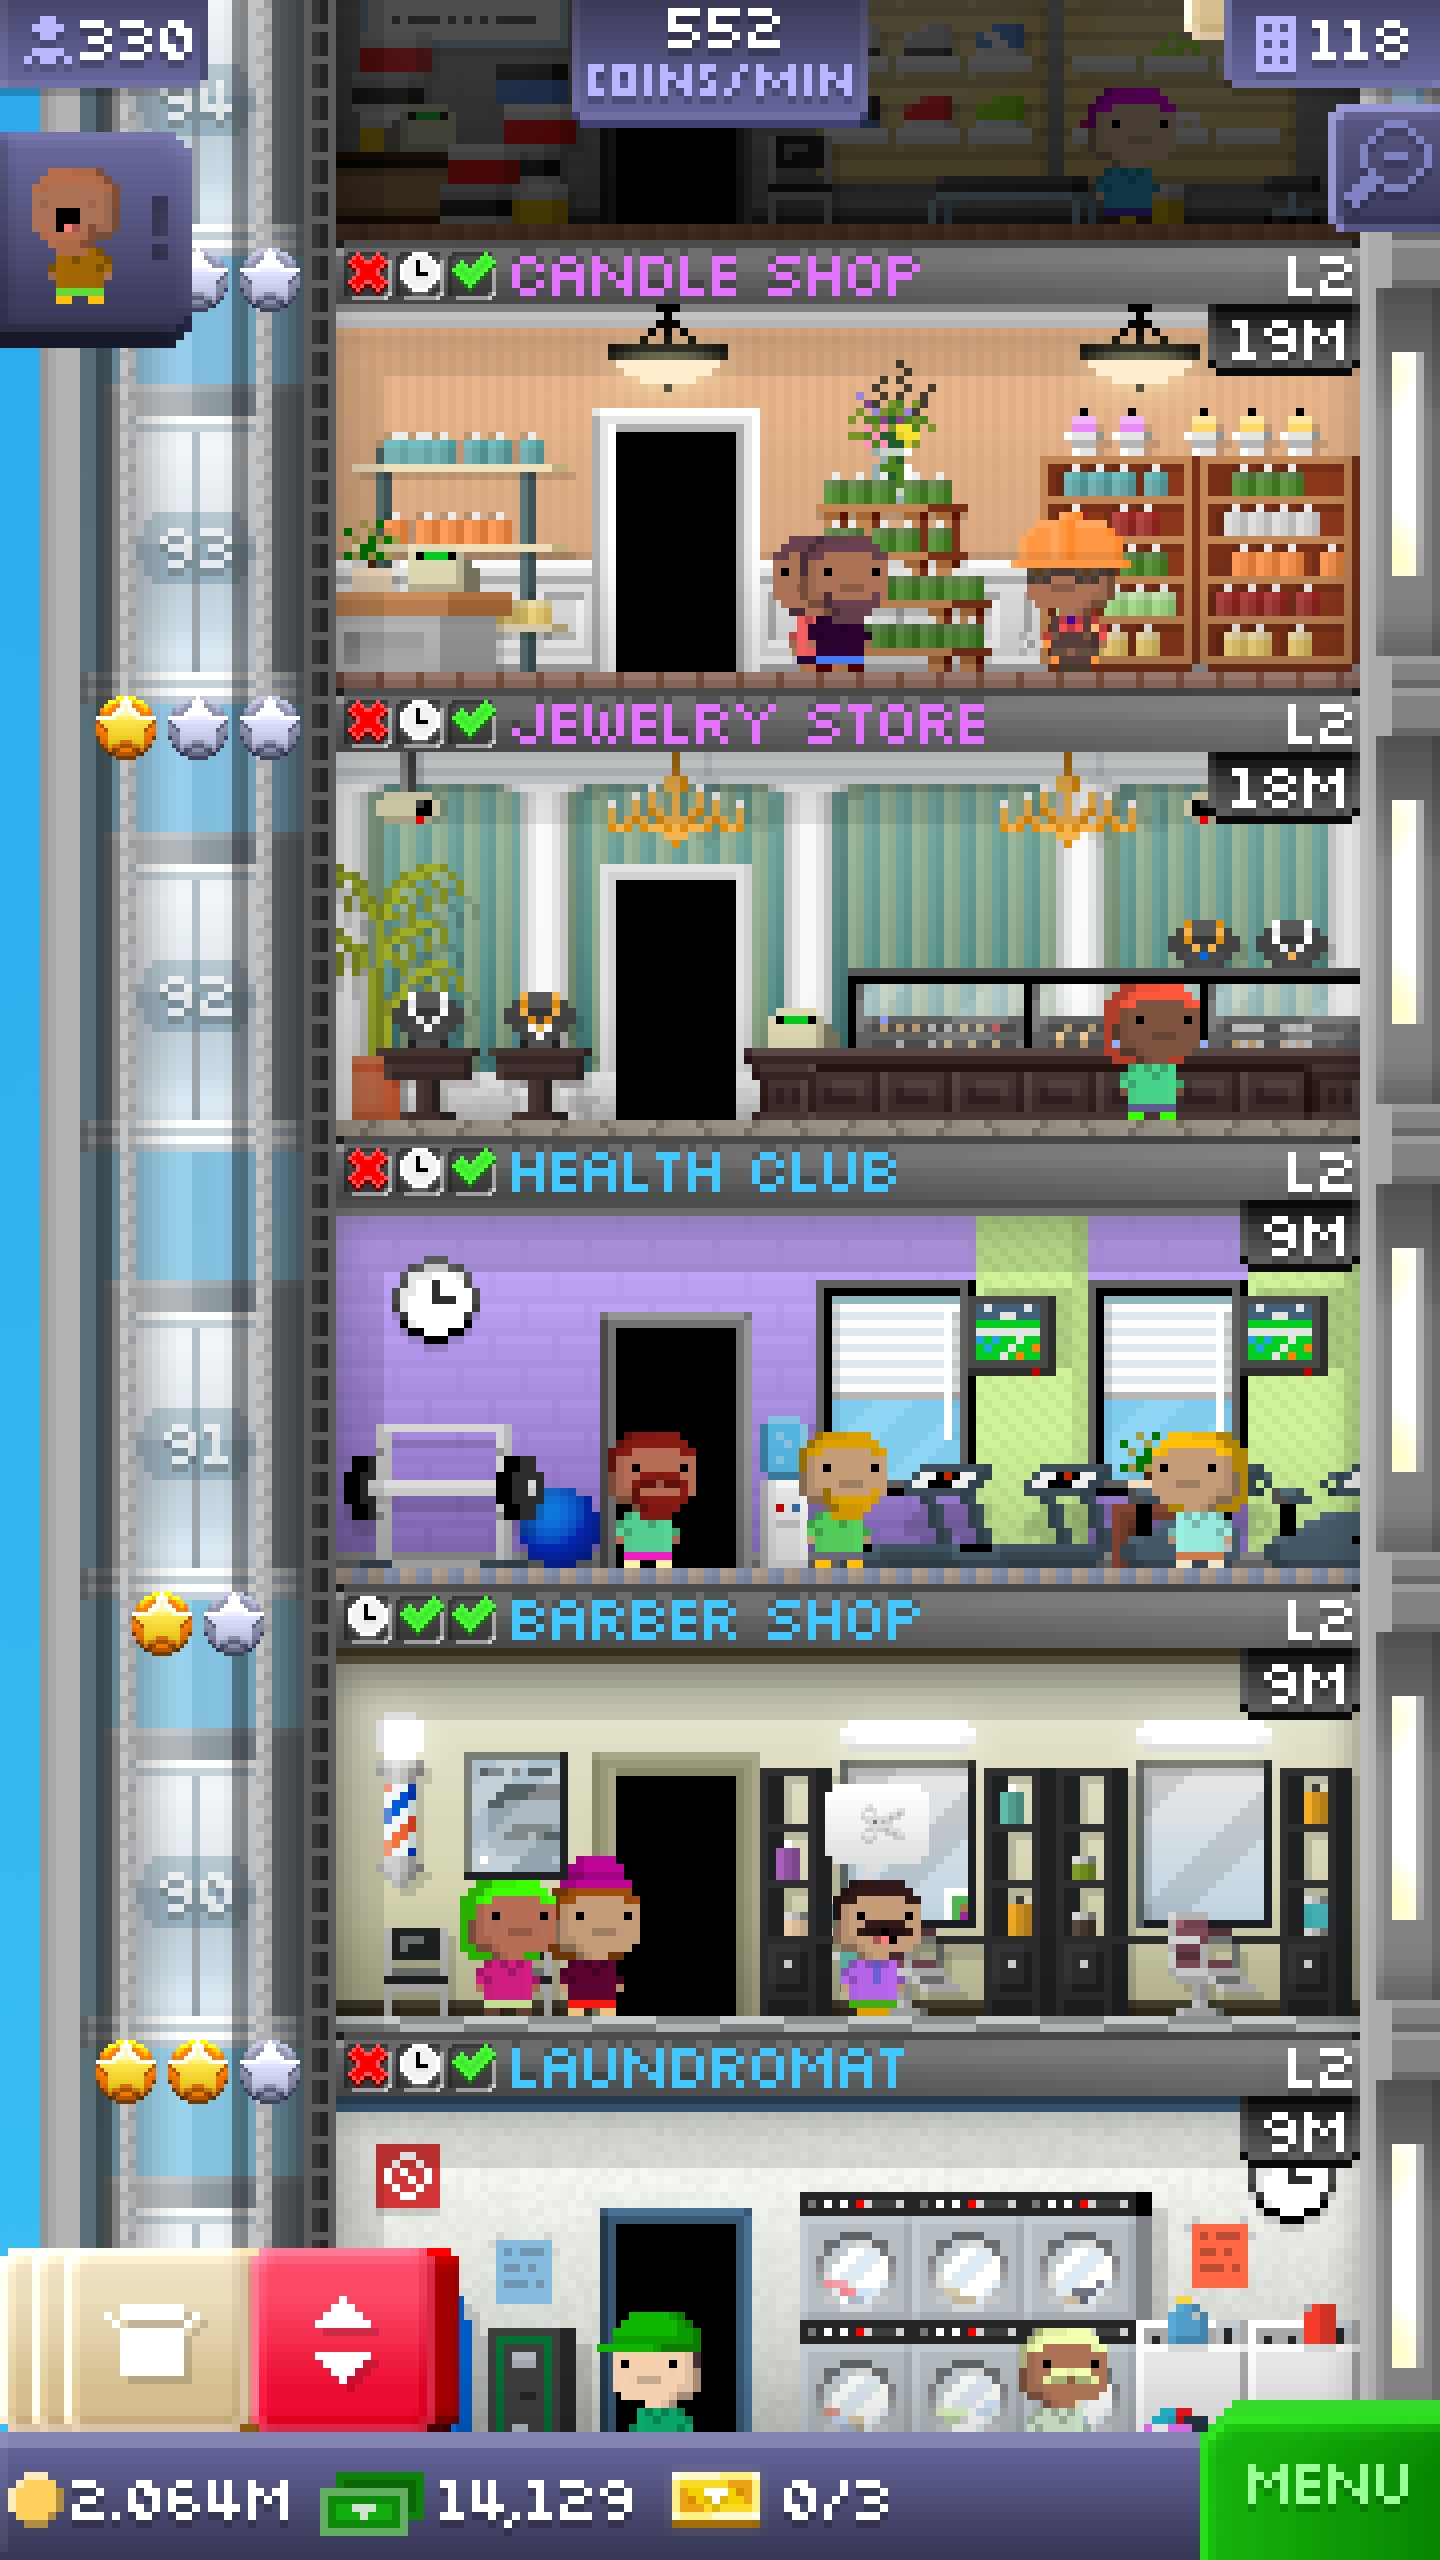 330
552
COINS/MIN
118
94
CANDLE SHOP L2
19M
93
JEWELRY STORE L2
18M
92
HEALTH CLUB L2
9M
91
BARBER SHOP L2
9M
90
LAUNDROMAT L2
9M
2.064M 14,129 0/3 MENU